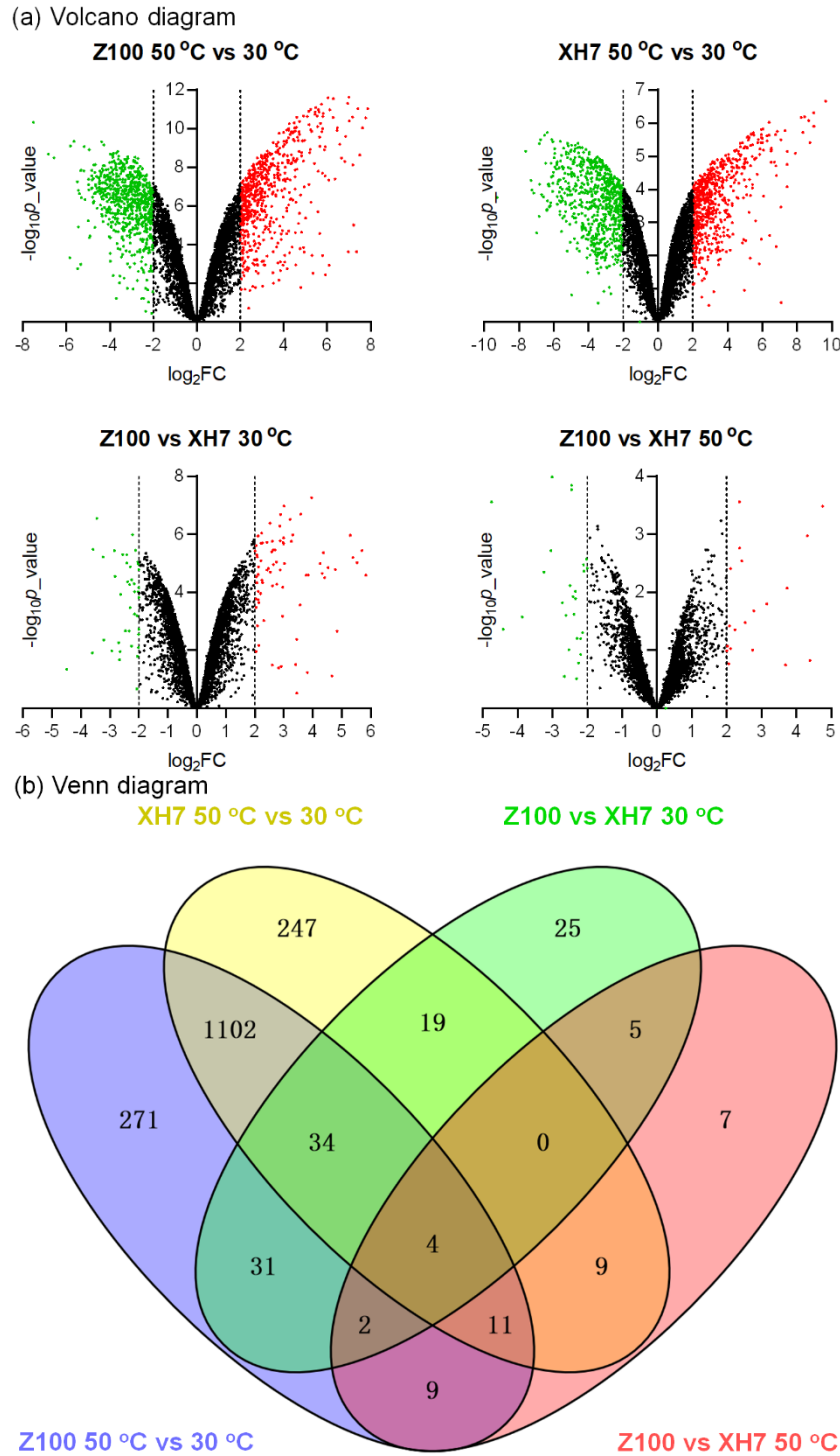 (a) Volcano diagram
Z100 50 °C vs 30 °C
12
10
8
6
-log10p_value
-8 -6 -4 -2 0 2 4 6 8
log2FC
XH7 50 °C vs 30 °C
7
6
5
4
3
-log10p_value
-10 -8 -6 -4 -2 0 2 4 6 8 10
log2FC
Z100 vs XH7 30 °C
8
6
4
-log10p_value
-6 -5 -4 -3 -2 -1 0 1 2 3 4 5 6
log2FC
Z100 vs XH7 50 °C
4
3
2
-log10p_value
-5 -4 -3 -2 -1 0 1 2 3 4 5
log2FC
(b) Venn diagram
XH7 50 °C vs 30 °C
Z100 vs XH7 30 °C
247
25
1102
19
5
271
34
0
7
31
4
9
2
11
9
Z100 50 °C vs 30 °C
Z100 vs XH7 50 °C